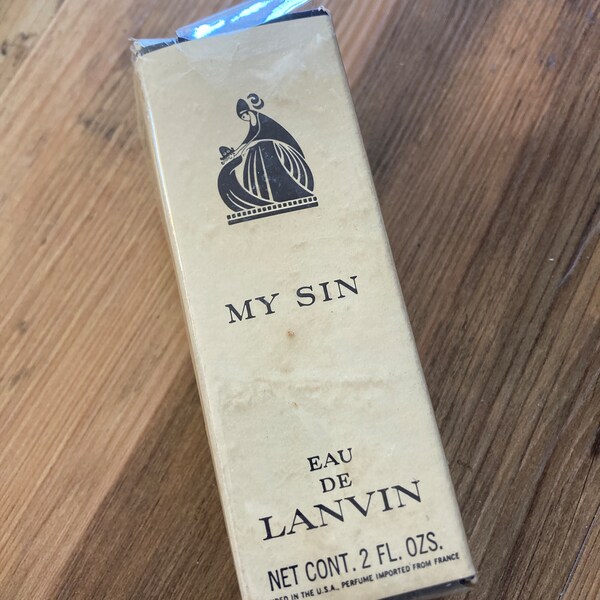 MY SIN
EAU
DE
LANVIN
NET CONT. 2 FL. OZS.
IN THE U.S.A., PERFUME IMPORTED FROM FRANCE